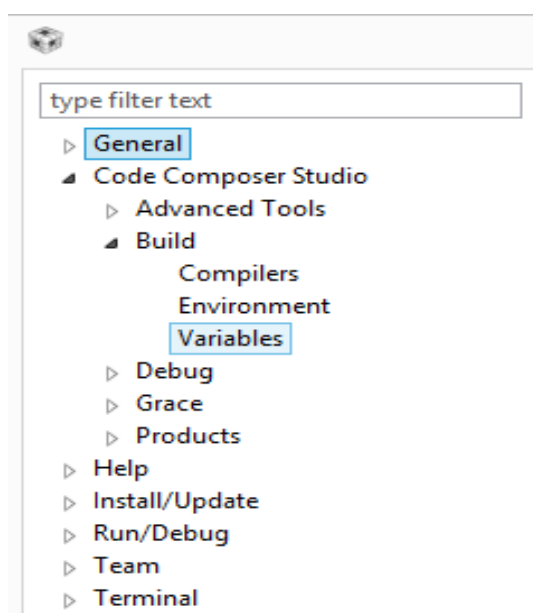 type filter text
General
Code Composer Studio
Advanced Tools
Build
Compilers
Environment
Variables
Debug
Grace
Products
Help
Install/Update
Run/Debug
Team
Terminal